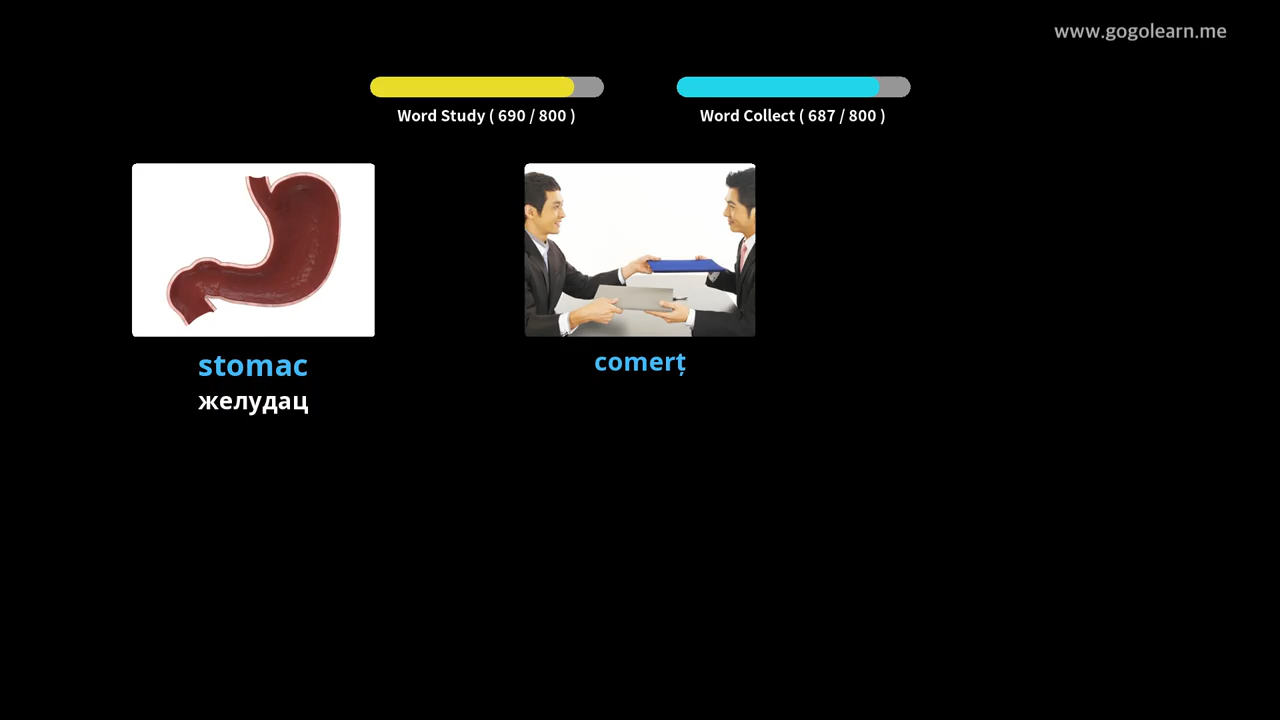 www.gogolearn.me
Word Study ( 690 / 800 )
Word Collect ( 687 / 800 )
stomac
желудац
comerț